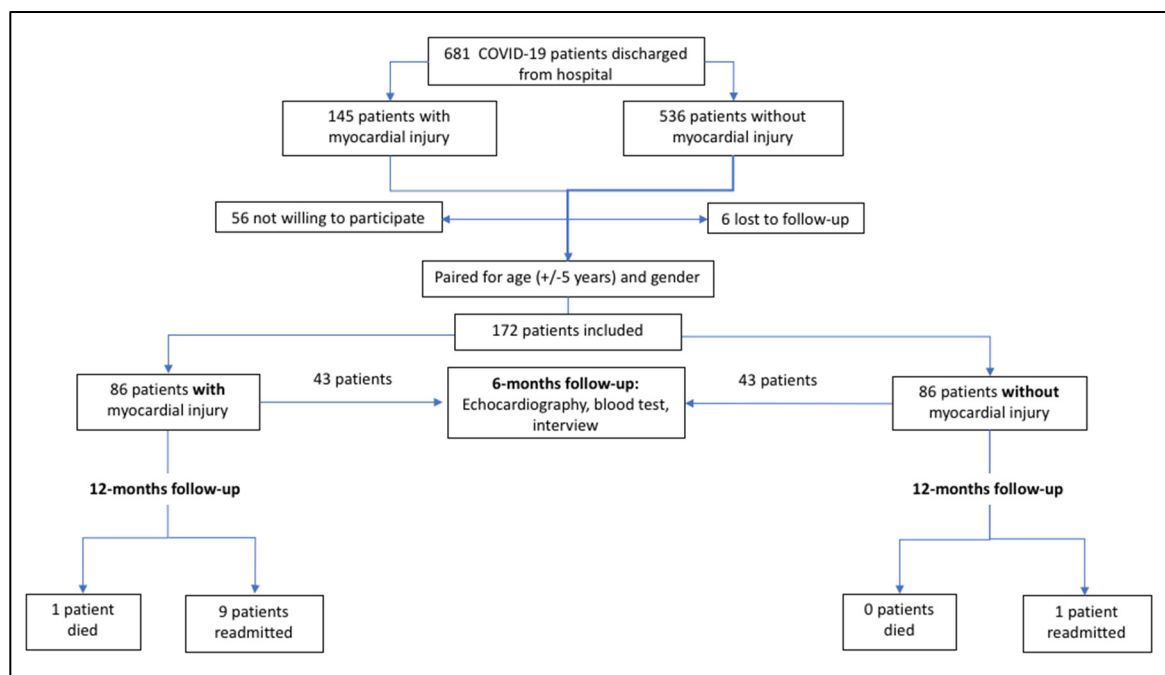 681 COVID-19 patients discharged
from hospital
145 patients with
myocardial injury
536 patients without
myocardial injury
56 not willing to participate
6 lost to follow-up
Paired for age (+/-5 years) and gender
172 patients included
86 patients with
myocardial injury
43 patients
6-months follow-up:
Echocardiography, blood test,
interview
43 patients
86 patients without
myocardial injury
12-months follow-up
12-months follow-up
1 patient
died
9 patients
readmitted
0 patients
died
1 patient
readmitted